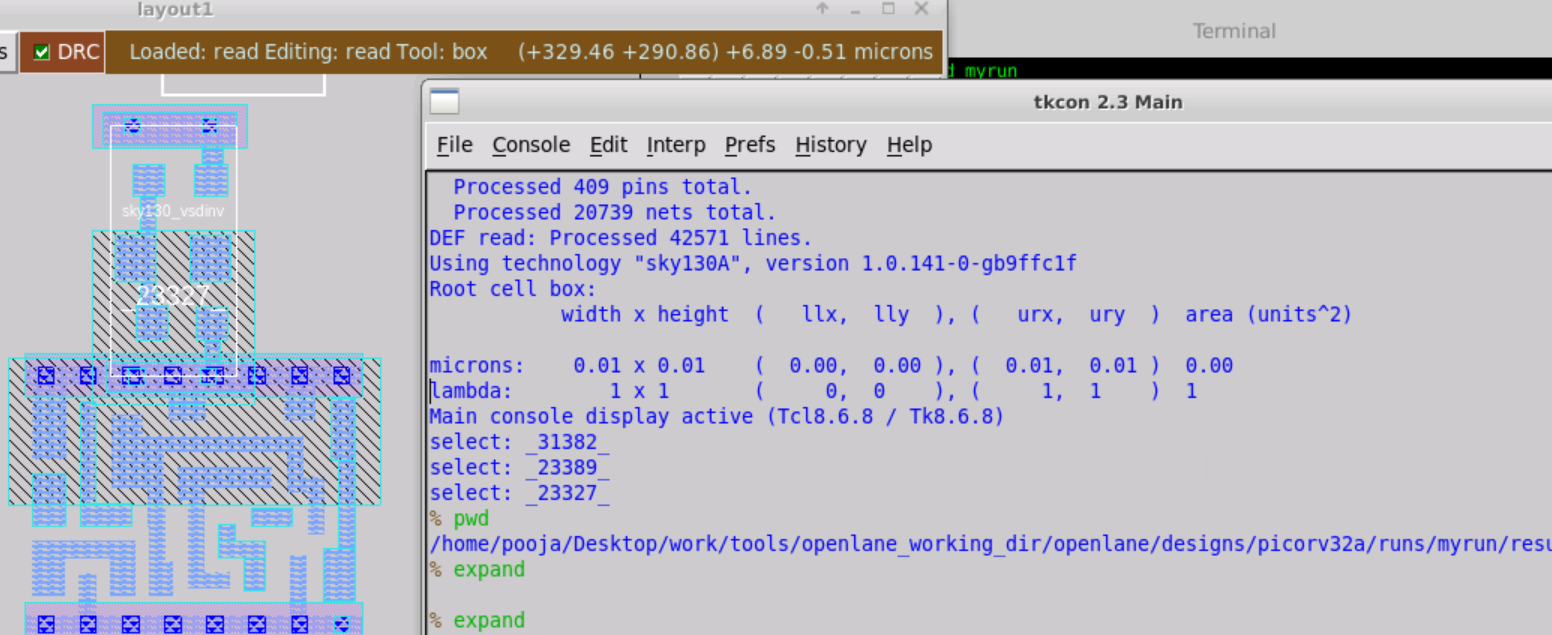 layout1
Terminal
s DRC Loaded: read Editing: read Tool: box (+329.46 +290.86) +6.89 -0.51 microns
d myrun
tkcon 2.3 Main
File Console Edit Interp Prefs History Help
Processed 409 pins total.
Processed 20739 nets total.
DEF read: Processed 42571 lines.
Using technology "sky130A", version 1.0.141-0-gb9ffc1f
Root cell box:
width x height ( llx, lly ), ( urx, ury ) area (units^2)
microns: 0.01 x 0.01 ( 0.00, 0.00 ), ( 0.01, 0.01 ) 0.00
lambda: 1 x 1 ( 0, 0 ), ( 1, 1 ) 1
Main console display active (Tcl8.6.8 / Tk8.6.8)
select: _31382_
select: _23389_
select: _23327_
% pwd
/home/pooja/Desktop/work/tools/openlane_working_dir/openlane/designs/picorv32a/runs/myrun/resu
% expand
% expand
sky130_vsdinv
_23327_